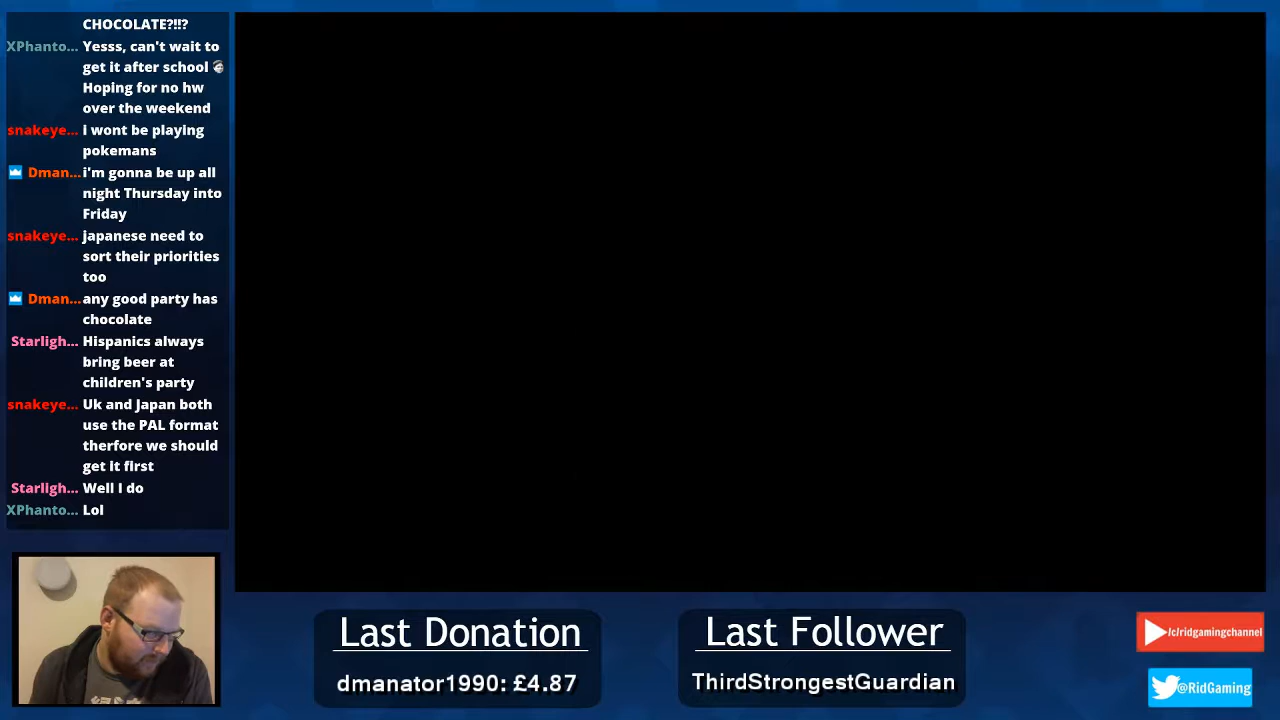 CHOCOLATE?!!?
XPhanto... Yesss, can't wait to
get it after school
Hoping for no hw
over the weekend
snakeye... i wont be playing
pokemans
Dman... i'm gonna be up all
night Thursday into
Friday
snakeye... japanese need to
sort their priorities
too
Dman... any good party has
chocolate
Starligh... Hispanics always
bring beer at
children's party
snakeye... Uk and Japan both
use the PAL format
therfore we should
get it first
Starligh... Well I do
XPhanto... Lol
Last Donation
dmanator1990: £4.87
Last Follower
ThirdStrongestGuardian
/c/ridgamingchannel
@RidGaming